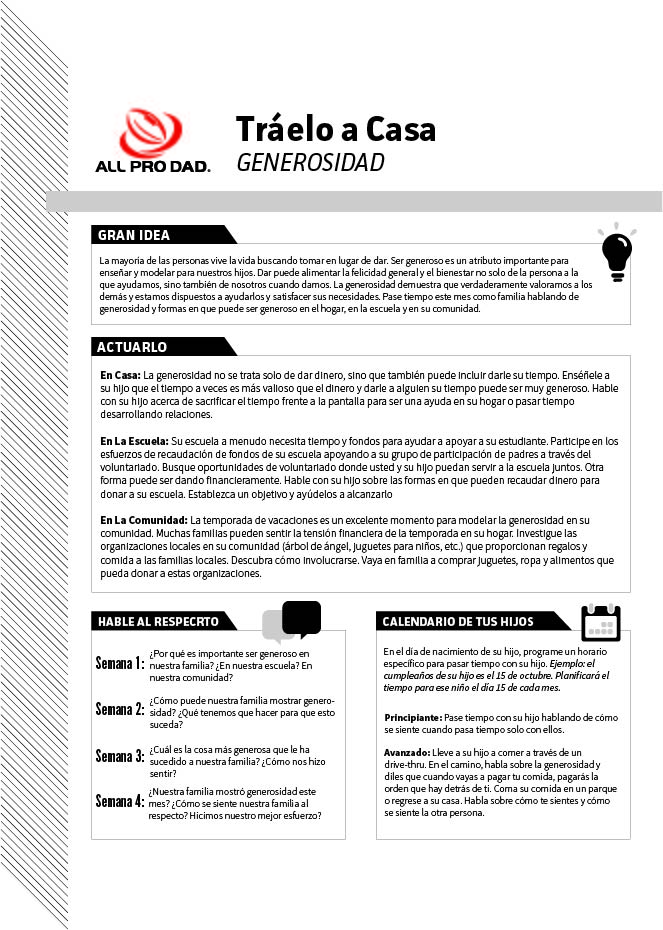 ALL PRO DAD.
Tráelo a Casa
GENEROSIDAD
GRAN IDEA
La mayoría de las personas vive la vida buscando tomar en lugar de dar. Ser generoso es un atributo importante para
enseñar y modelar para nuestros hijos. Dar puede alimentar la felicidad general y el bienestar no solo de la persona a la
que ayudamos, sino también de nosotros cuando damos. La generosidad demuestra que verdaderamente valoramos a los
demás y estamos dispuestos a ayudarlos y satisfacer sus necesidades. Pase tiempo este mes como familia hablando de
generosidad y formas en que puede ser generoso en el hogar, en la escuela y en su comunidad.
ACTUARLO
En Casa: La generosidad no se trata solo de dar dinero, sino que también puede incluir darle su tiempo. Enséñele a
su hijo que el tiempo a veces es más valioso que el dinero y darle a alguien su tiempo puede ser muy generoso. Hable
con su hijo acerca de sacrificar el tiempo frente a la pantalla para ser una ayuda en su hogar o pasar tiempo
desarrollando relaciones.
En La Escuela: Su escuela a menudo necesita tiempo y fondos para ayudar a apoyar a su estudiante. Participe en los
esfuerzos de recaudación de fondos de su escuela apoyando a su grupo de participación de padres a través del
voluntariado. Busque oportunidades de voluntariado donde usted y su hijo puedan servir a la escuela juntos. Otra
forma puede ser dando financieramente. Hable con su hijo sobre las formas en que pueden recaudar dinero para
donar a su escuela. Establezca un objetivo y ayúdelos a alcanzarlo
En La Comunidad: La temporada de vacaciones es un excelente momento para modelar la generosidad en su
comunidad. Muchas familias pueden sentir la tensión financiera de la temporada en su hogar. Investigue las
organizaciones locales en su comunidad (árbol de ángel, juguetes para niños, etc.) que proporcionan regalos y
comida a las familias locales. Descubra cómo involucrarse. Vaya en familia a comprar juguetes, ropa y alimentos que
pueda donar a estas organizaciones.
HABLE AL RESPECRTO
Semana 1: ¿Por qué es importante ser generoso en
nuestra familia? ¿En nuestra escuela? En
nuestra comunidad?
Semana 2: ¿Cómo puede nuestra familia mostrar genero-
sidad? ¿Qué tenemos que hacer para que esto
suceda?
Semana 3: ¿Cuál es la cosa más generosa que le ha
sucedido a nuestra familia? ¿Cómo nos hizo
sentir?
Semana 4: ¿Nuestra familia mostró generosidad este
mes? ¿Cómo se siente nuestra familia al
respecto? Hicimos nuestro mejor esfuerzo?
CALENDARIO DE TUS HIJOS
En el día de nacimiento de su hijo, programe un horario
específico para pasar tiempo con su hijo. Ejemplo: el
cumpleaños de su hijo es el 15 de octubre. Planificará el
tiempo para ese niño el día 15 de cada mes.
Principiante: Pase tiempo con su hijo hablando de cómo
se siente cuando pasa tiempo solo con ellos.
Avanzado: Lleve a su hijo a comer a través de un
drive-thru. En el camino, habla sobre la generosidad y
diles que cuando vayas a pagar tu comida, pagarás la
orden que hay detrás de ti. Coma su comida en un parque
o regrese a su casa. Habla sobre cómo te sientes y cómo
se siente la otra persona.